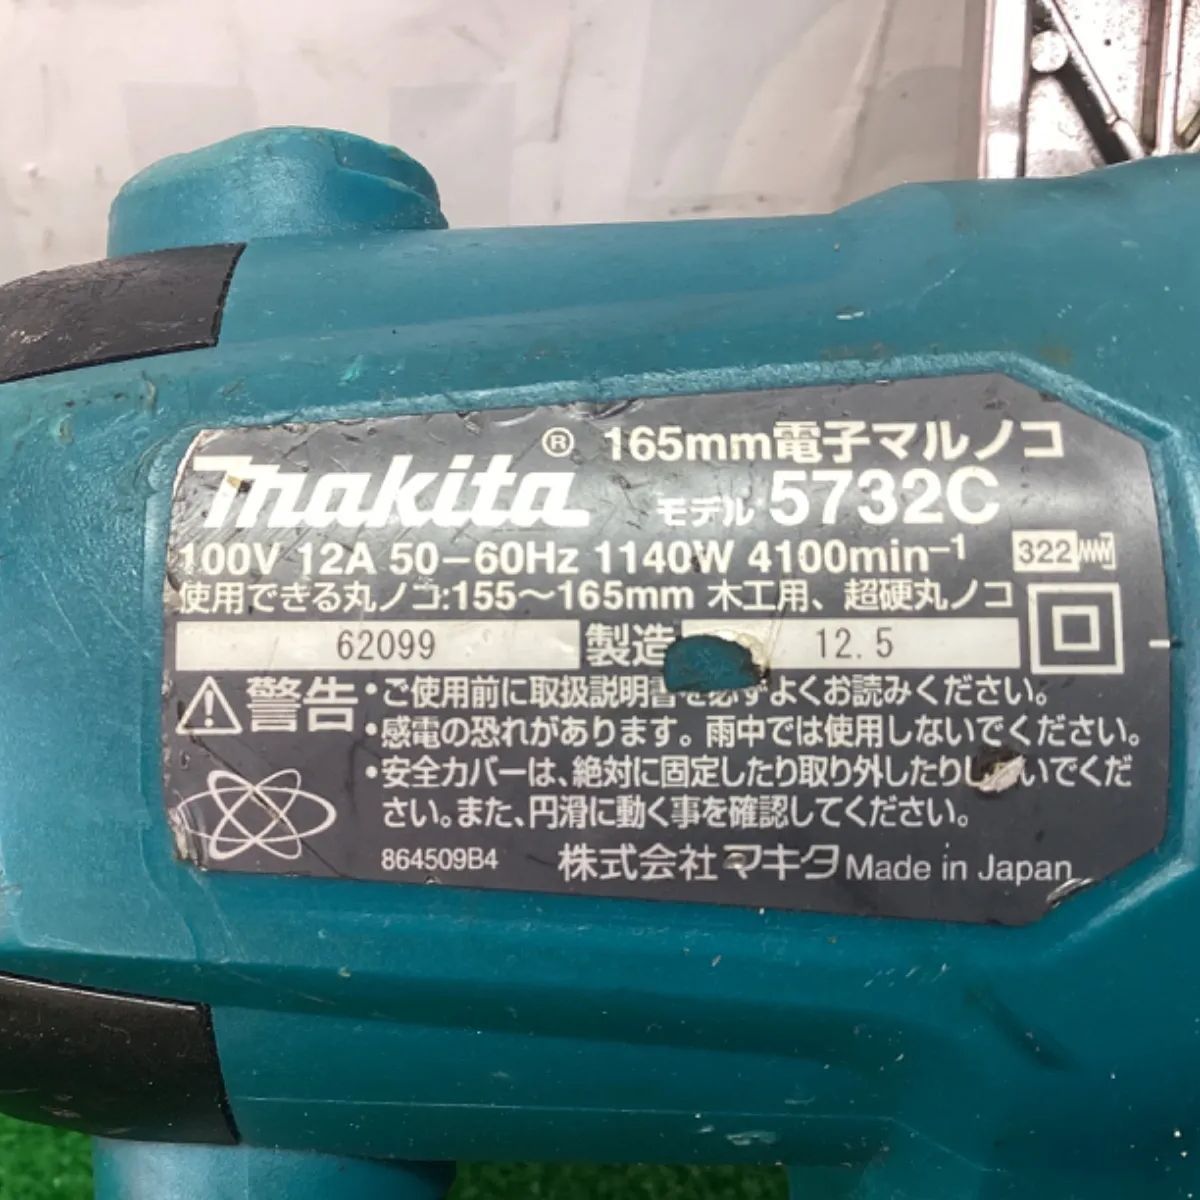 makita® 165mm電子マルノコ
モデル 5732C
100V 12A 50-60Hz 1140W 4100min⁻¹ 322
使用できる丸ノコ:155〜165mm 木工用、超硬丸ノコ
62099 製造 12.5
警告 ・ご使用前に取扱説明書を必ずよくお読みください。
・感電の恐れがあります。雨中では使用しないでください。
・安全カバーは、絶対に固定したり取り外したりしないでくだ
さい。また、円滑に動く事を確認してください。
864509B4 株式会社マキタ Made in Japan